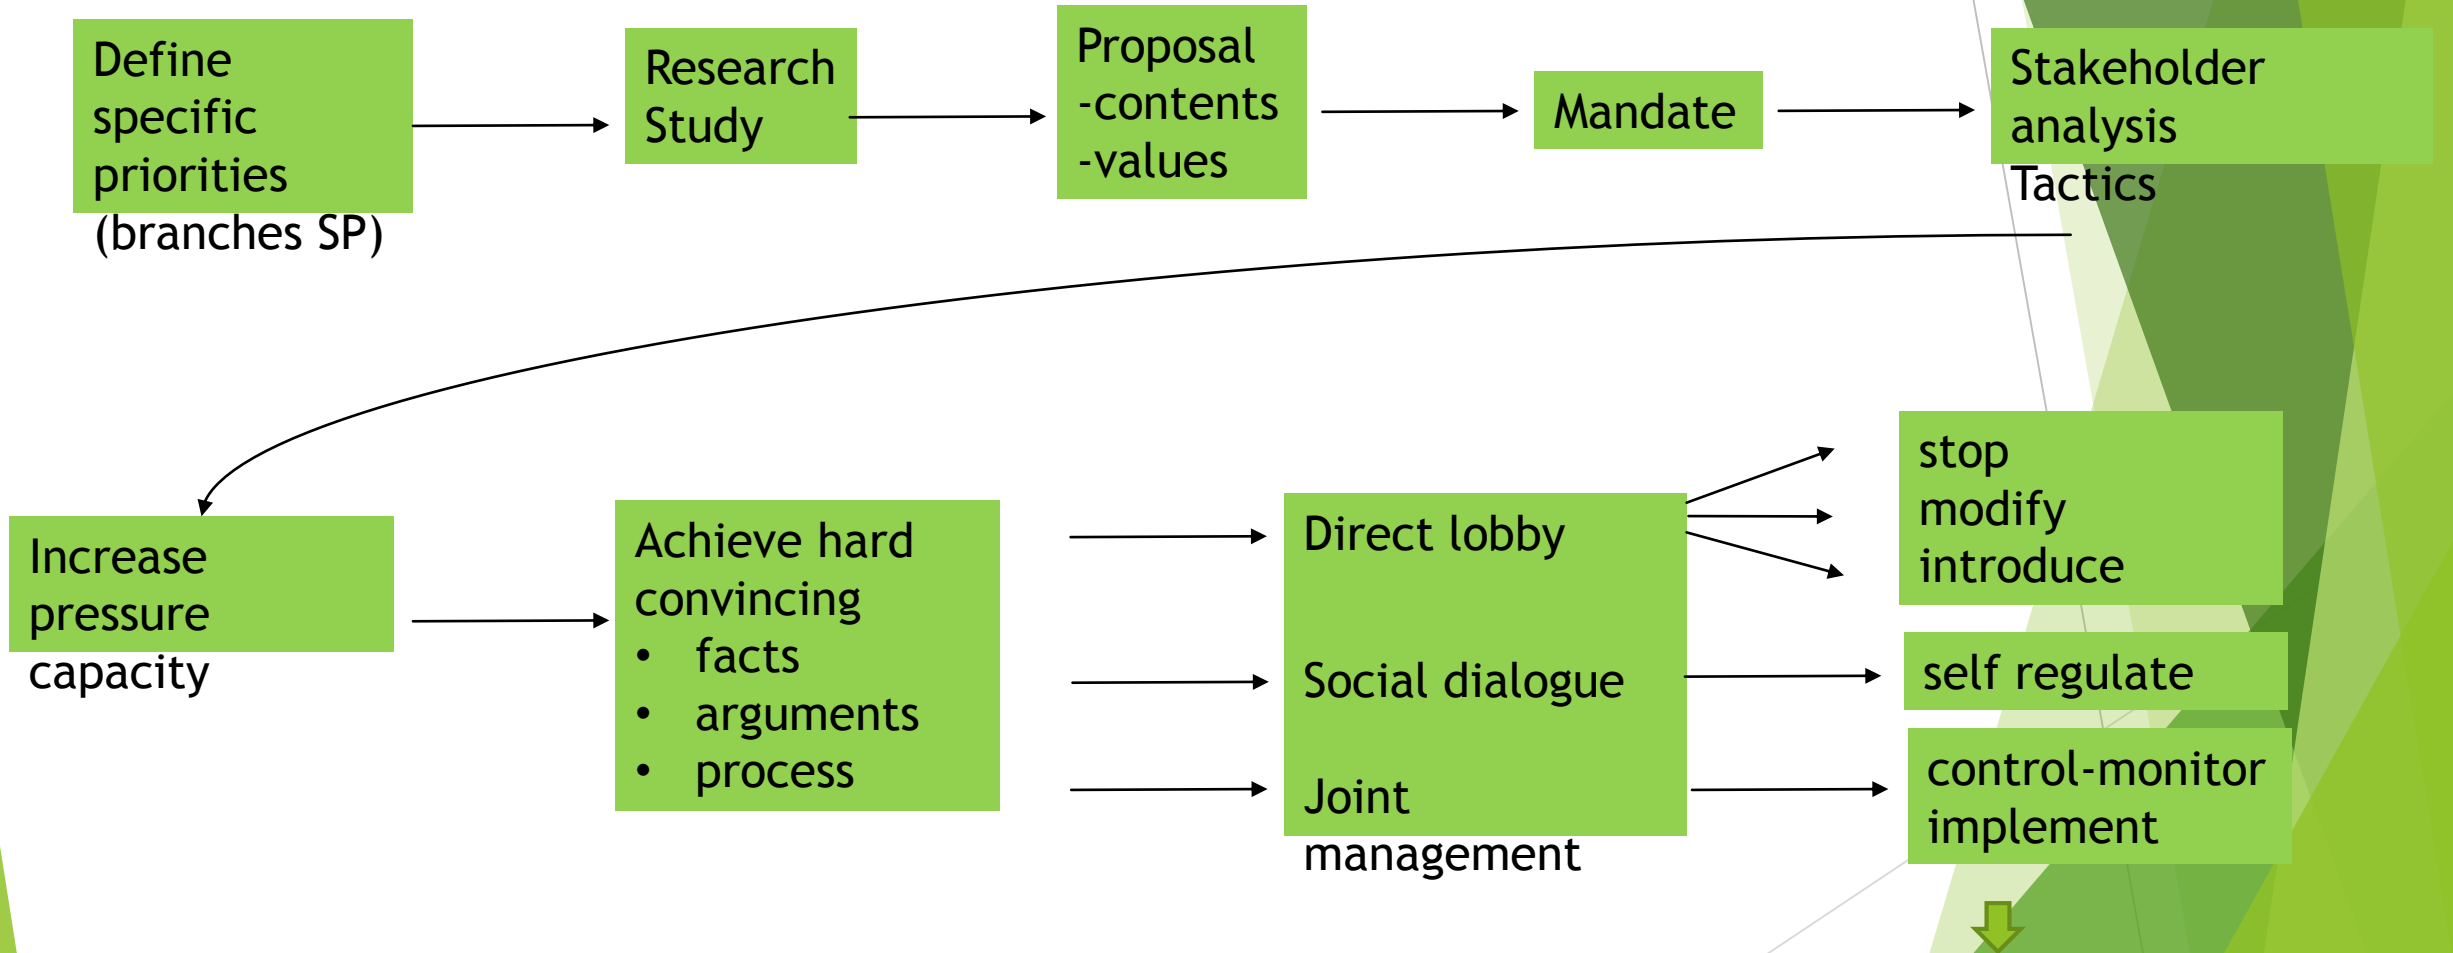 Define
specific
priorities
(branches SP)
Research
Study
Proposal
-contents
-values
Mandate
Stakeholder
analysis
Tactics
Increase
pressure
capacity
Achieve hard
convincing
• facts
• arguments
• process
Direct lobby
Social dialogue
Joint
management
stop
modify
introduce
self regulate
control-monitor
implement